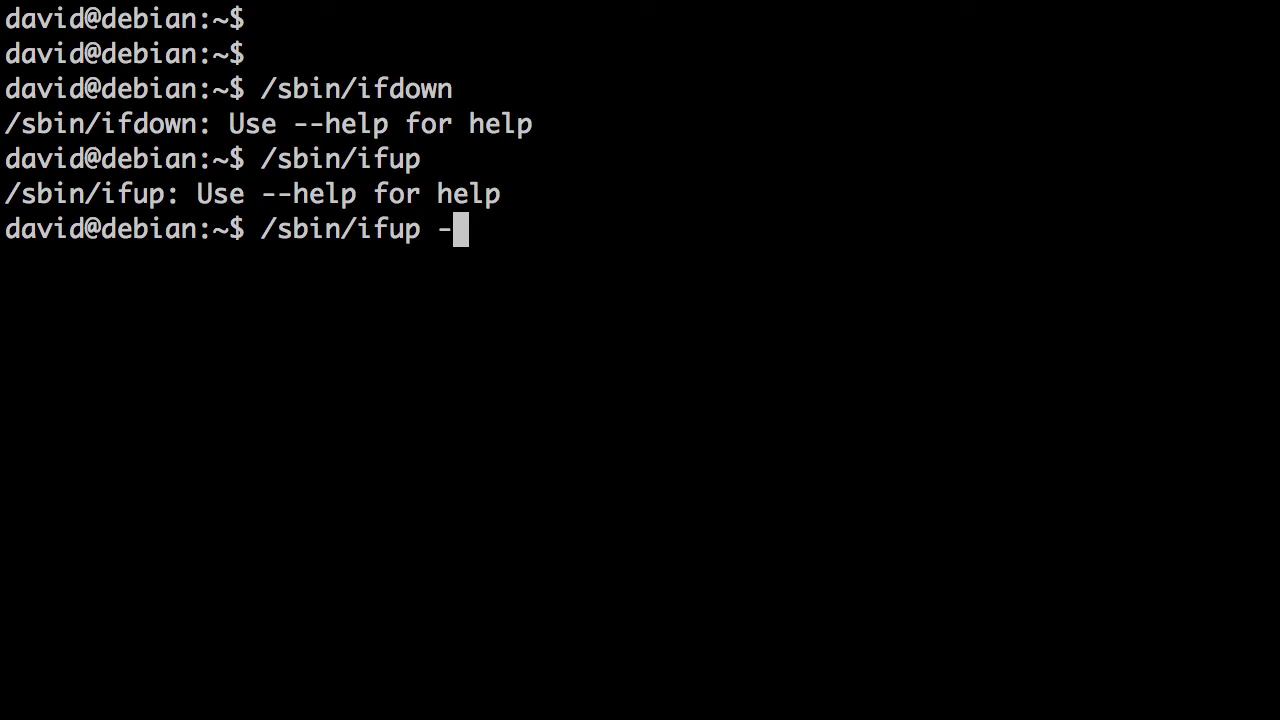 david@debian:~$
david@debian:~$
david@debian:~$ /sbin/ifdown
/sbin/ifdown: Use --help for help
david@debian:~$ /sbin/ifup
/sbin/ifup: Use --help for help
david@debian:~$ /sbin/ifup -